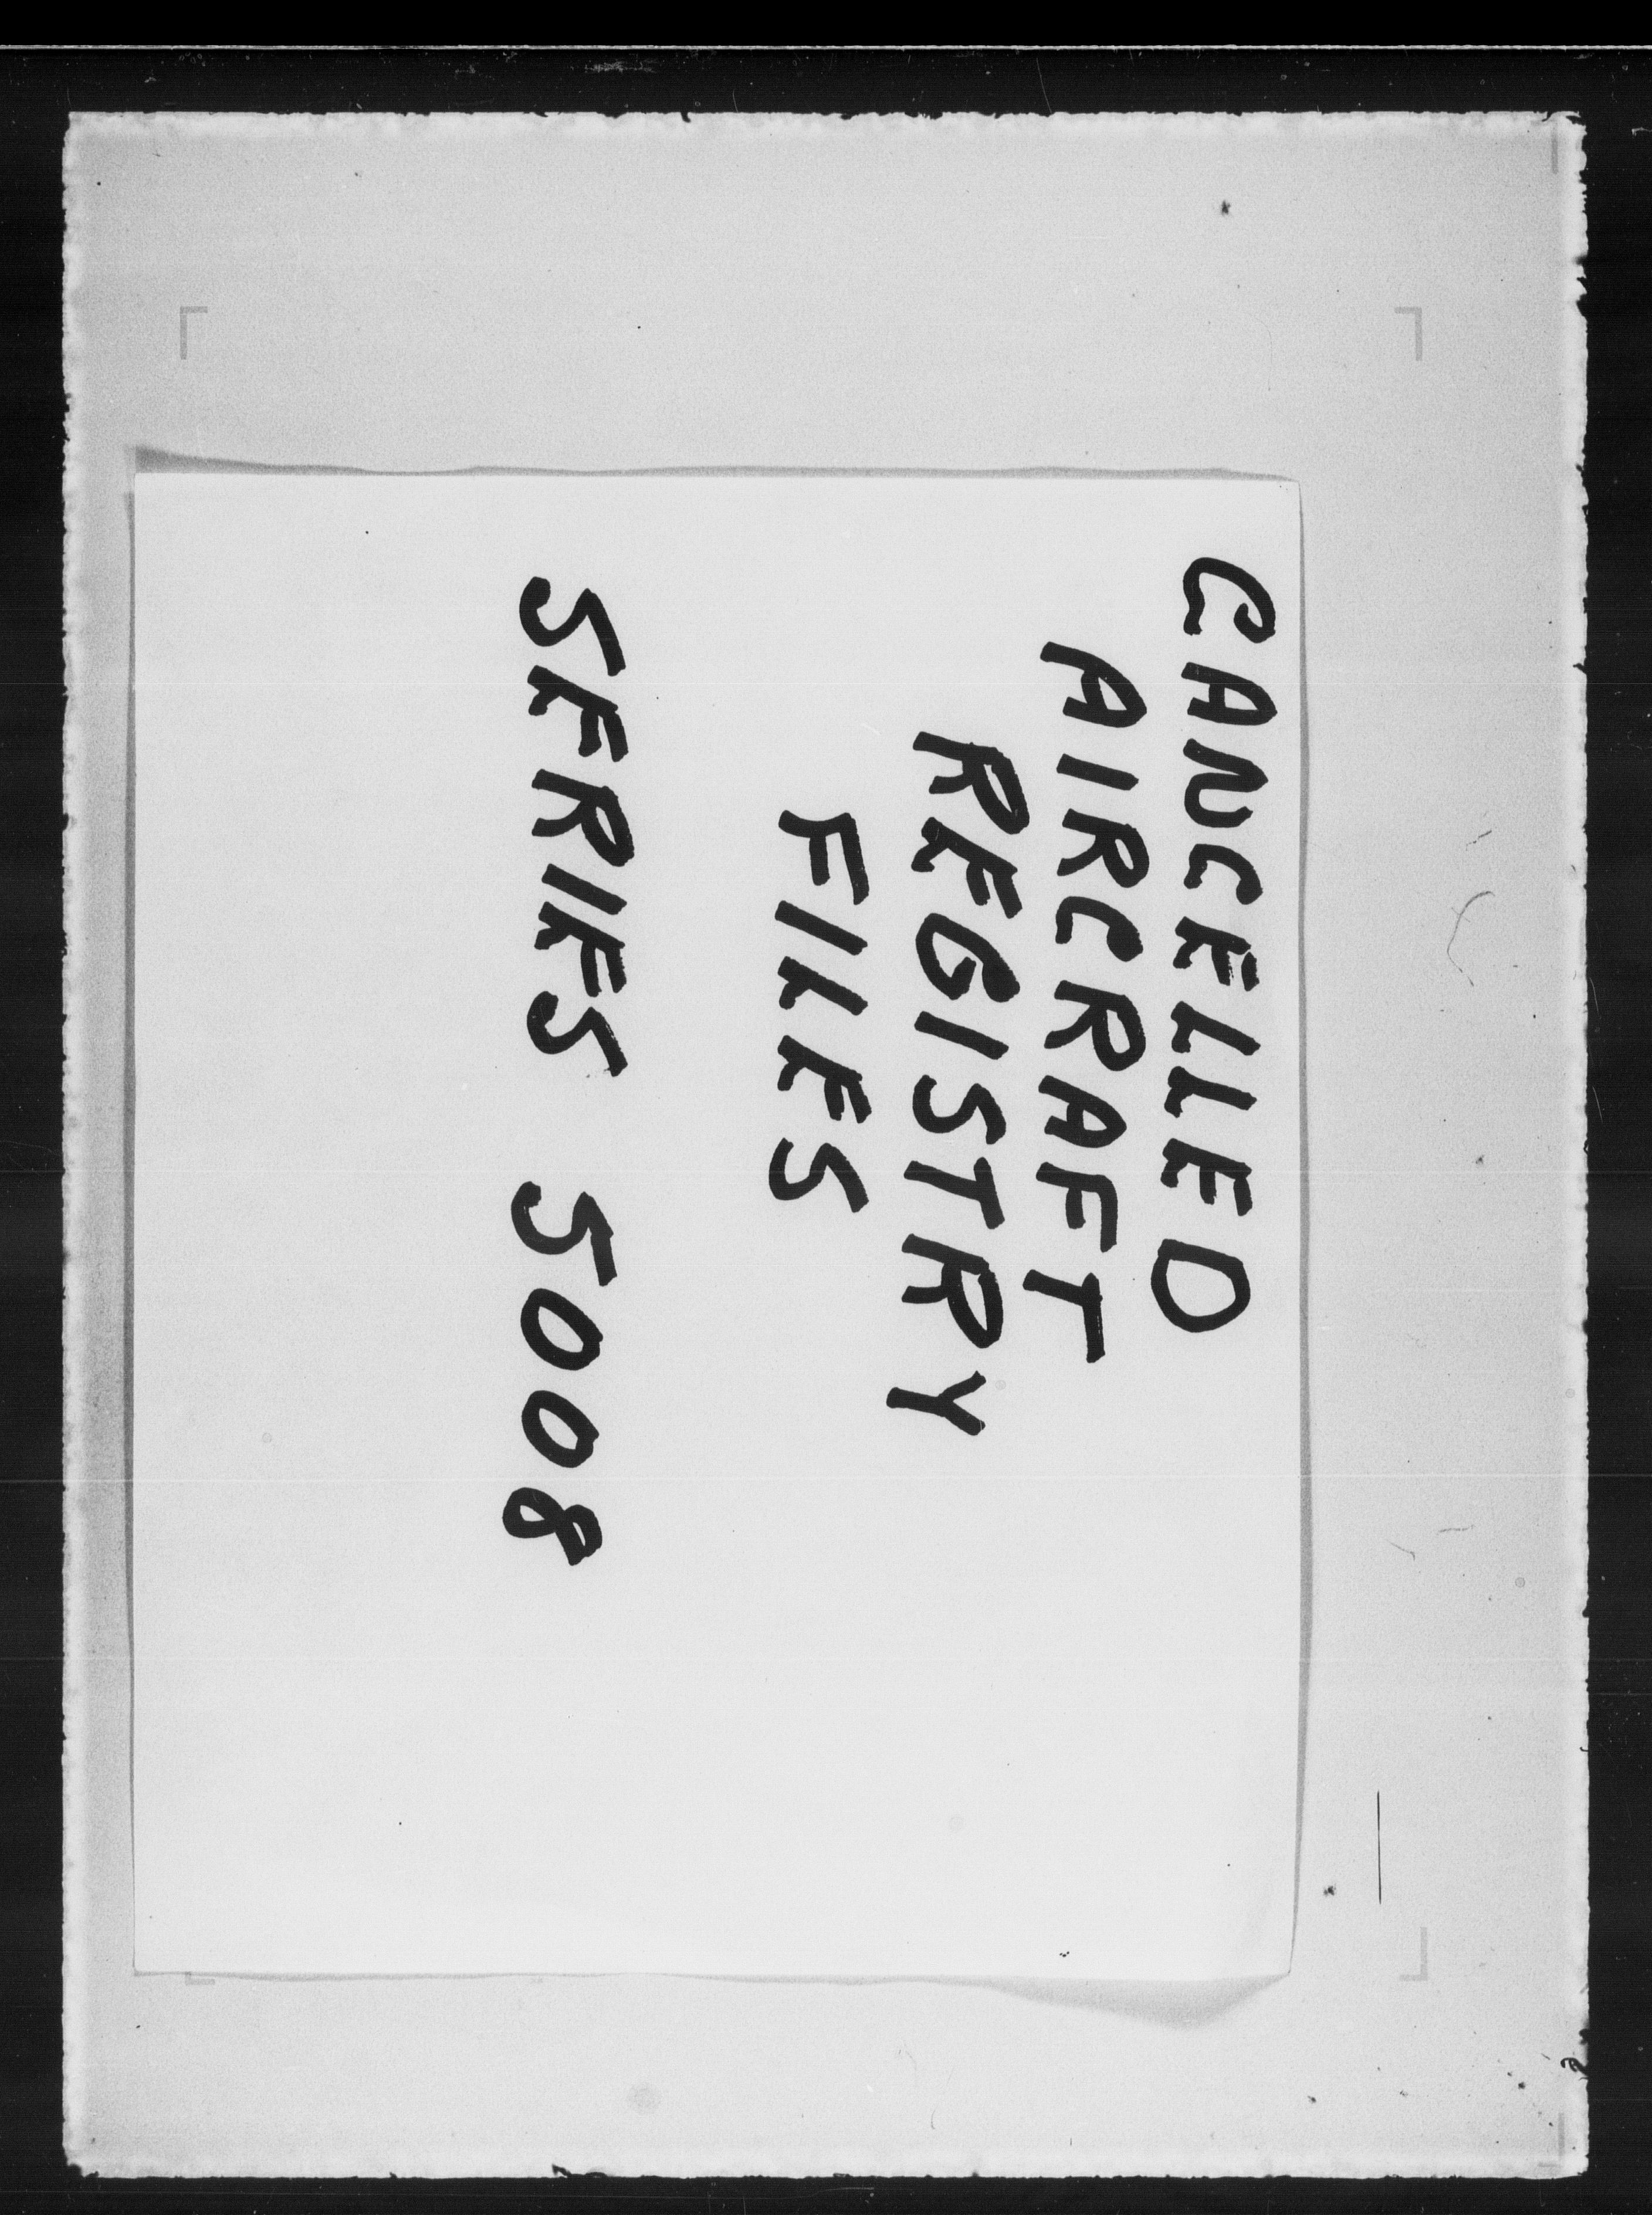 CANCELLED
AIRCRAFT
REGISTRY
FILES
SERIES 5008